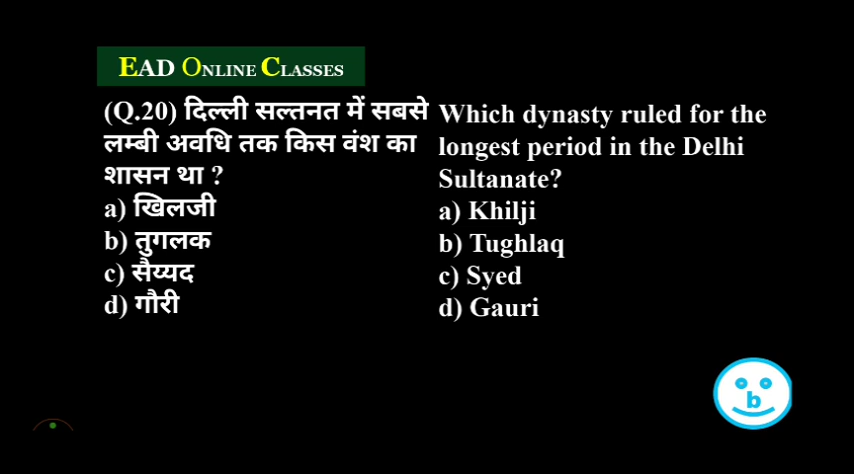 EAD ONLINE CLASSES
(Q.20) दिल्ली सल्तनत में सबसे
लम्बी अवधि तक किस वंश का
शासन था ?
a) खिलजी
b) तुगलक
c) सैय्यद
d) गौरी
Which dynasty ruled for the
longest period in the Delhi
Sultanate?
a) Khilji
b) Tughlaq
c) Syed
d) Gauri
b